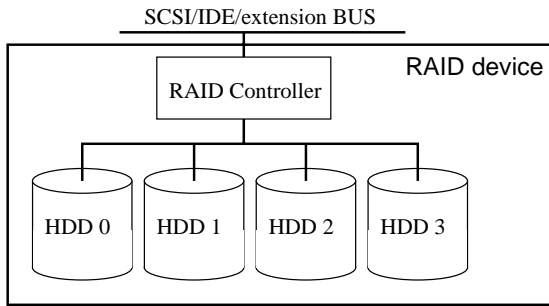 SCSI/IDE/extension BUS
RAID device
RAID Controller
HDD 0
HDD 1
HDD 2
HDD 3